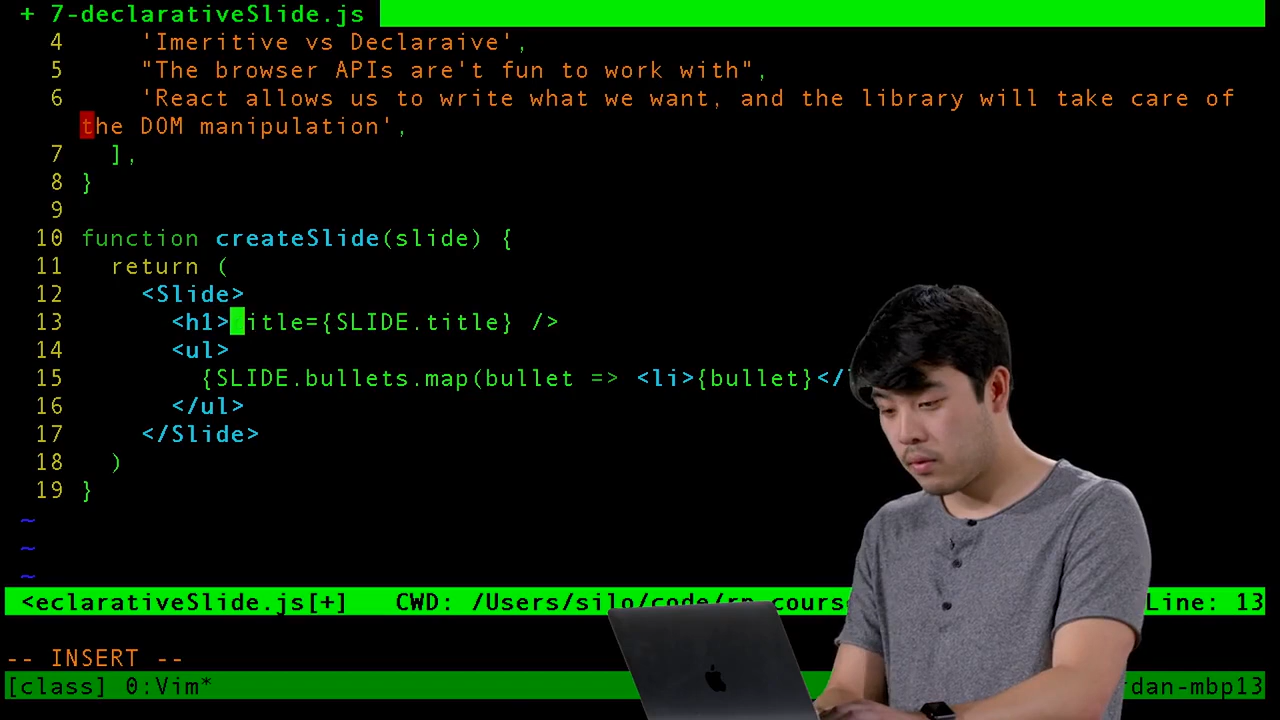 + 7-declarativeSlide.js
4 'Imeritive vs Declaraive',
5 "The browser APIs are't fun to work with",
6 'React allows us to write what we want, and the library will take care of
the DOM manipulation',
7 ],
8 }
9
10 function createSlide(slide) {
11 return (
12 <Slide>
13 <h1>itle={SLIDE.title} />
14 <ul>
15 {SLIDE.bullets.map(bullet => <li>{bullet}</
16 </ul>
17 </Slide>
18 )
19 }
~
~
~
<eclarativeSlide.js[+] CWD: /Users/silo/code/rn-cours Line: 13
-- INSERT --
[class] 0:Vim* dan-mbp13